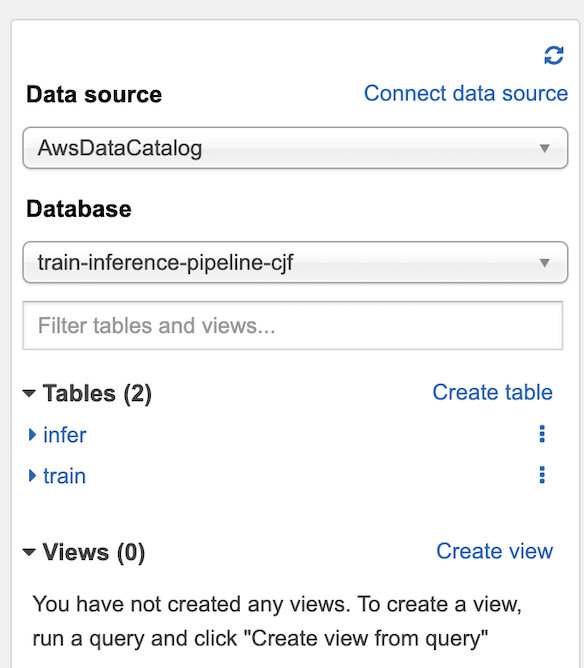 Data source
Connect data source
AwsDataCatalog
Database
train-inference-pipeline-cjf
Filter tables and views...
Tables (2)
Create table
infer
train
Views (0)
Create view
You have not created any views. To create a view,
run a query and click "Create view from query"